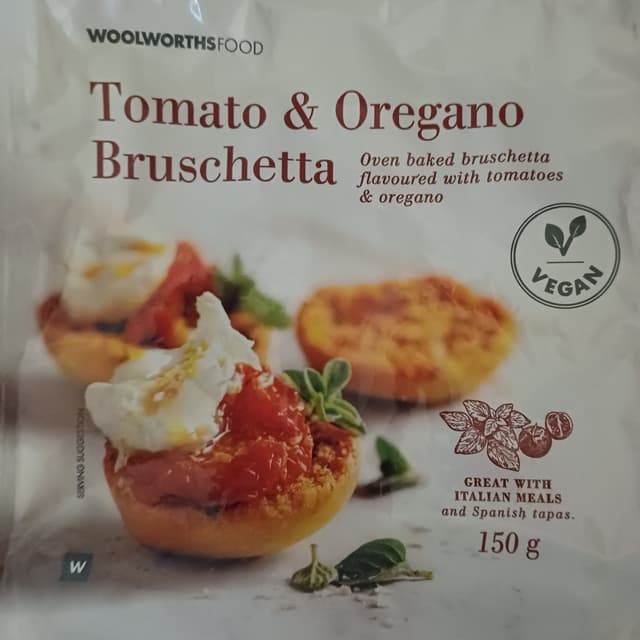 WOOLWORTHSFOOD
Tomato & Oregano
Bruschetta
Oven baked bruschetta
flavoured with tomatoes
& oregano
VEGAN
SERVING SUGGESTION
GREAT WITH
ITALIAN MEALS
and Spanish tapas.
150 g
W